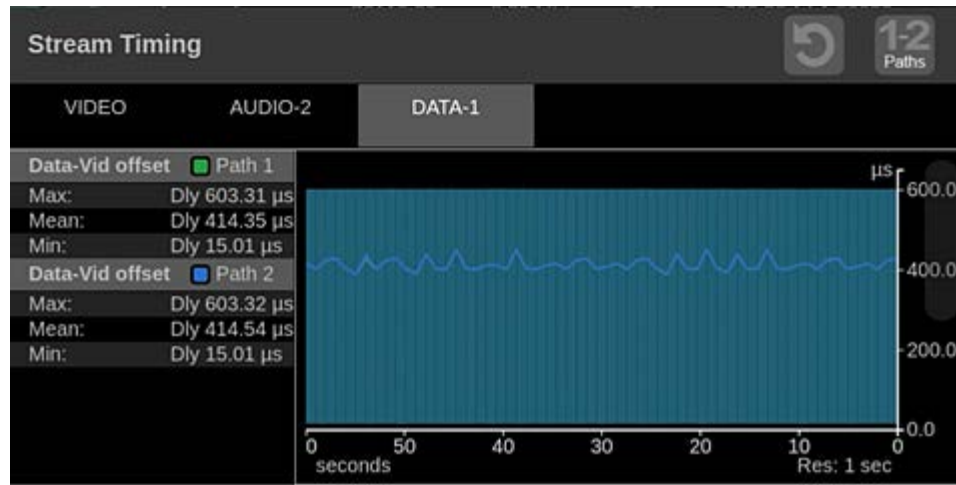 Stream Timing
1-2
Paths
VIDEO AUDIO-2 DATA-1
Data-Vid offset Path 1
Max: Dly 603.31 µs
Mean: Dly 414.35 µs
Min: Dly 15.01 µs
Data-Vid offset Path 2
Max: Dly 603.32 µs
Mean: Dly 414.54 µs
Min: Dly 15.01 µs
µs
600.0
400.0
200.0
0.0
0 50 40 30 20 10 0
seconds Res: 1 sec